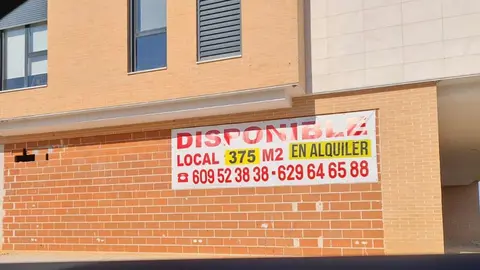 DISPONIBLE
LOCAL 375 M2 EN ALQUILER
609 52 38 38 - 629 64 65 88